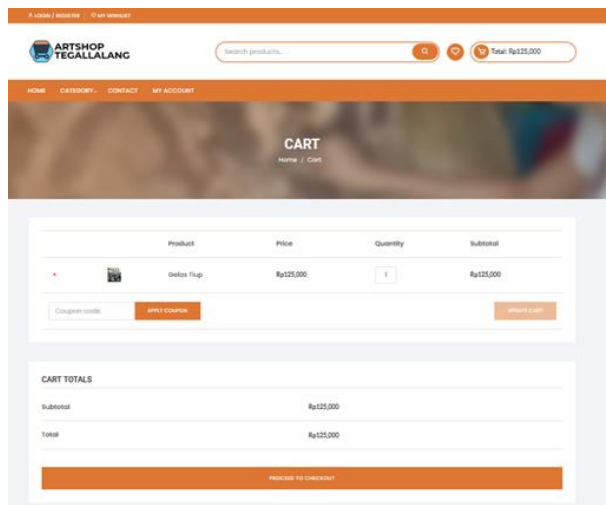 LOGIN / REGISTER MY WISHLIST
ARTSHOP
TEGALLALANG
Search products...
Total: Rp125,000
HOME CATEGORY CONTACT MY ACCOUNT
CART
Home / Cart
Product Price Quantity Subtotal
Gelas Tiup Rp125,000 1 Rp125,000
Coupon code APPLY COUPON UPDATE CART
CART TOTALS
Subtotal Rp125,000
Total Rp125,000
PROCEED TO CHECKOUT